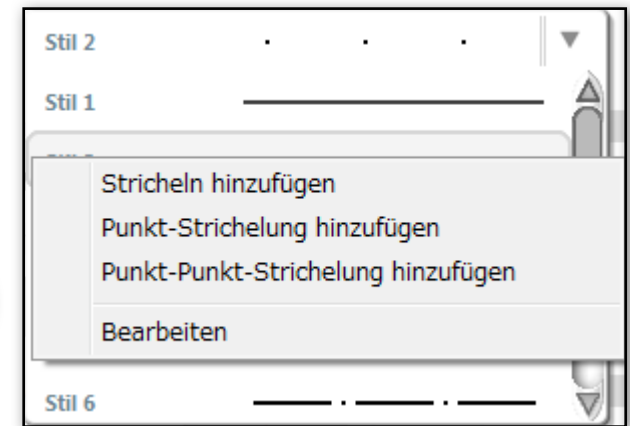 Stil 2
Stil 1
Stricheln hinzufügen
Punkt-Strichelung hinzufügen
Punkt-Punkt-Strichelung hinzufügen
Bearbeiten
Stil 6